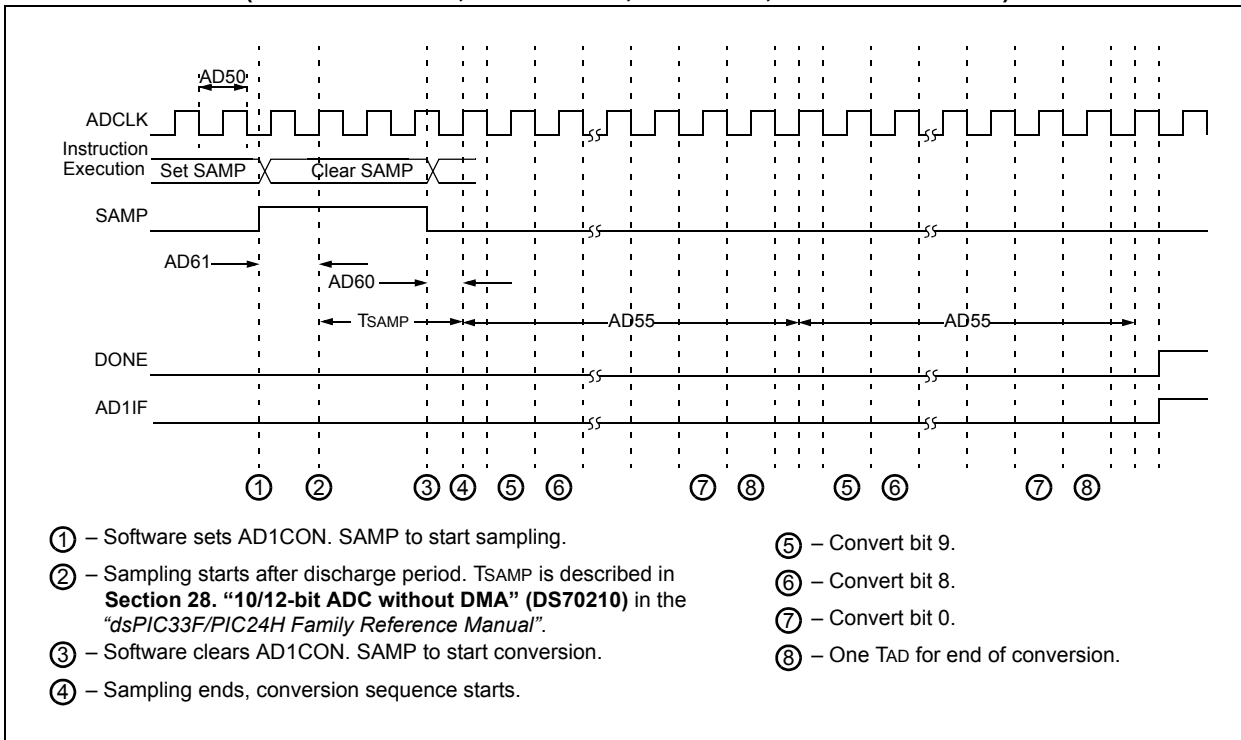 AD50
ADCLK
Instruction
Execution
Set SAMP
Clear SAMP
SAMP
AD61
AD60
TSAMP
AD55
AD55
DONE
AD1IF
1 2 3 4 5 6 7 8 5 6 7 8
1 – Software sets AD1CON. SAMP to start sampling.
2 – Sampling starts after discharge period. TSAMP is described in
Section 28. “10/12-bit ADC without DMA” (DS70210) in the
“dsPIC33F/PIC24H Family Reference Manual”.
3 – Software clears AD1CON. SAMP to start conversion.
4 – Sampling ends, conversion sequence starts.
5 – Convert bit 9.
6 – Convert bit 8.
7 – Convert bit 0.
8 – One TAD for end of conversion.